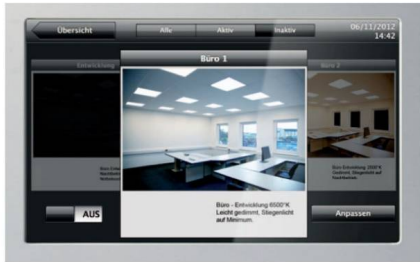 Übersicht
Alle
Aktiv
Inaktiv
06/11/2012
14:42
Entwicklung
Büro 1
Büro 2
Büro - Entwicklung 6500°K
Leicht gedimmt, Stiegenlicht
auf Minimum.
AUS
Anpassen